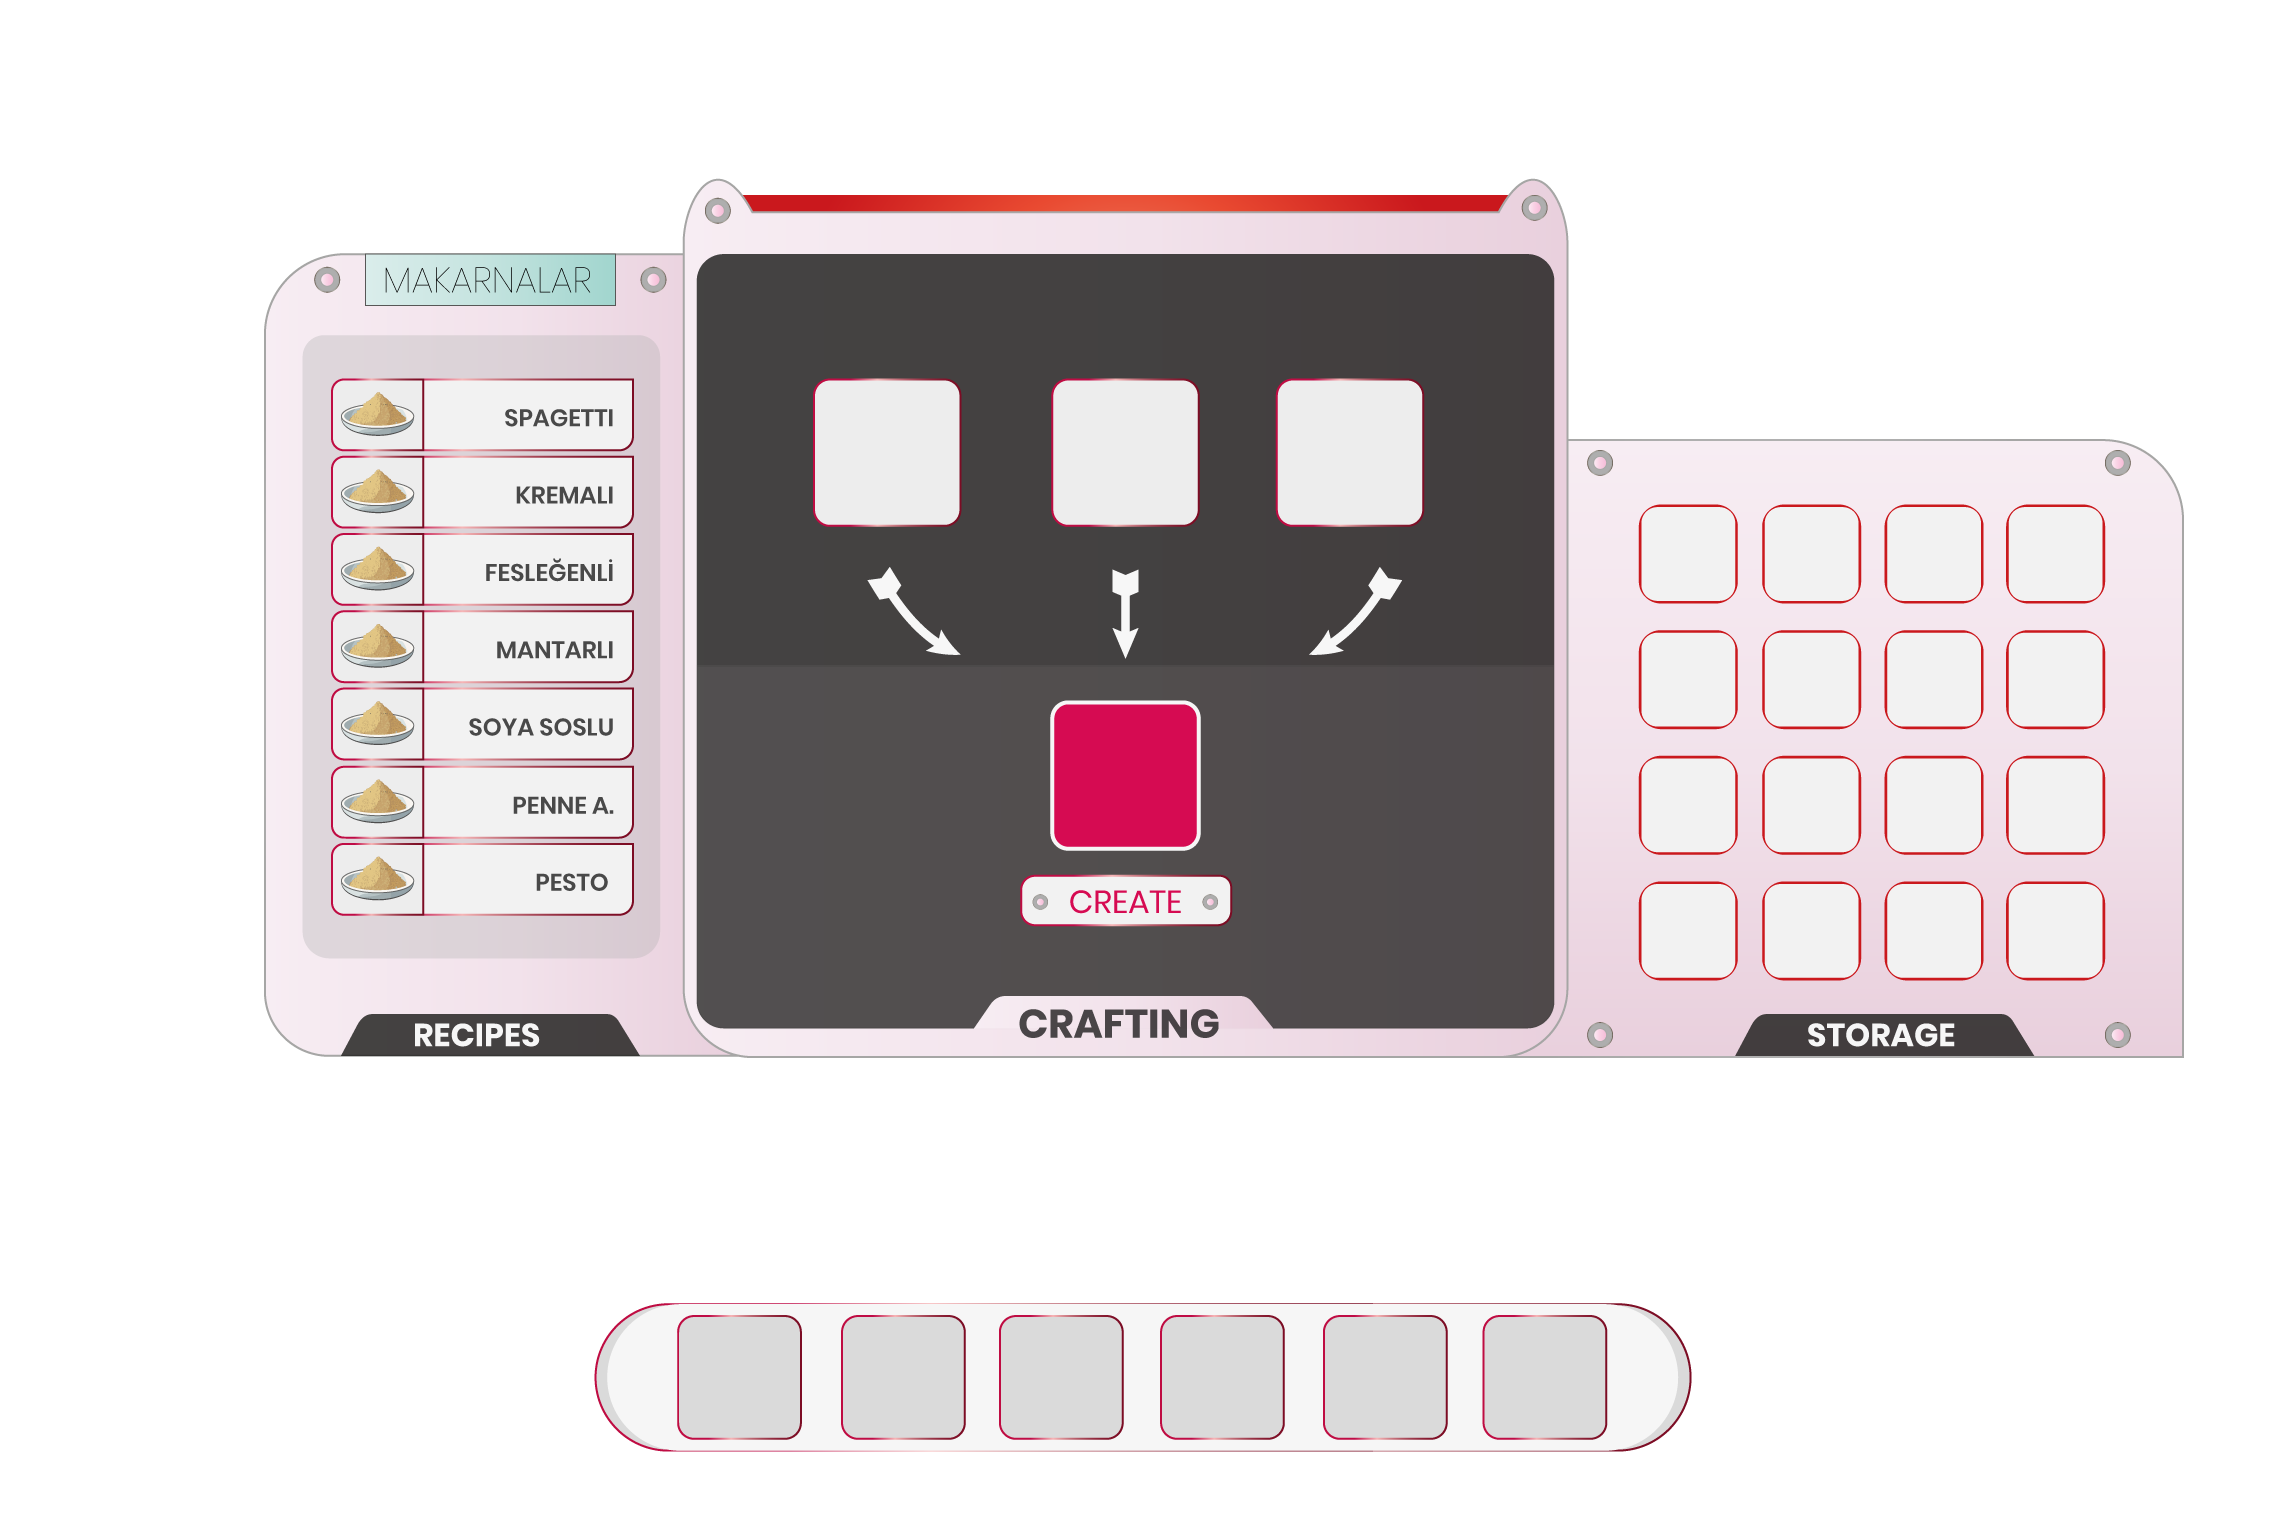 MAKARNALAR
SPAGETTI
KREMALI
FESLEĞENLİ
MANTARLI
SOYA SOSLU
PENNE A.
PESTO
RECIPES
CREATE
CRAFTING
STORAGE